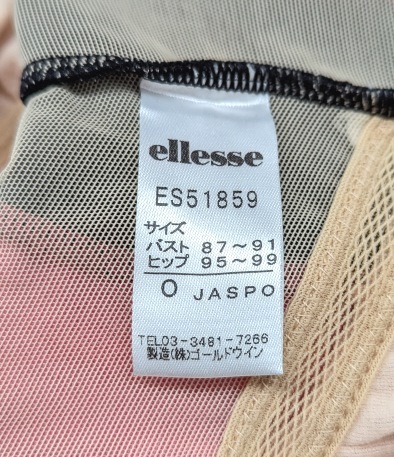 ellesse
ES51859
サイズ
バスト 87～91
ヒップ 95～99
O JASPO
TEL03-3481-7266
製造(株)ゴールドウイン